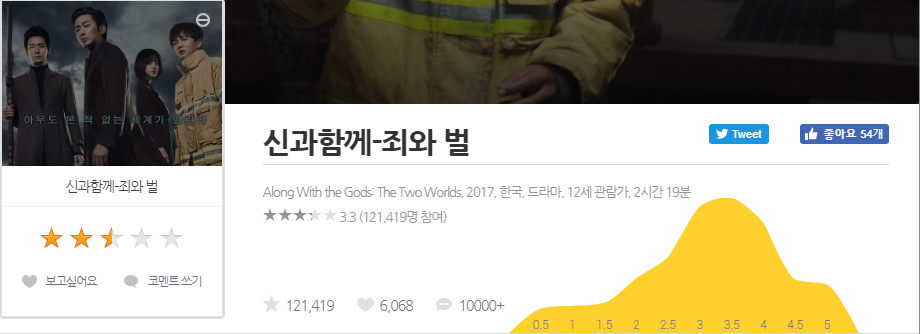 아무도 본 적 없는 세계가 열린다
신과함께-죄와 벌
보고싶어요
코멘트 쓰기
신과함께-죄와 벌
Tweet
좋아요 54개
Along With the Gods: The Two Worlds, 2017, 한국, 드라마, 12세 관람가, 2시간 19분
3.3 (121,419명 참여)
121,419 6,068 10000+
0.5 1 1.5 2 2.5 3 3.5 4 4.5 5